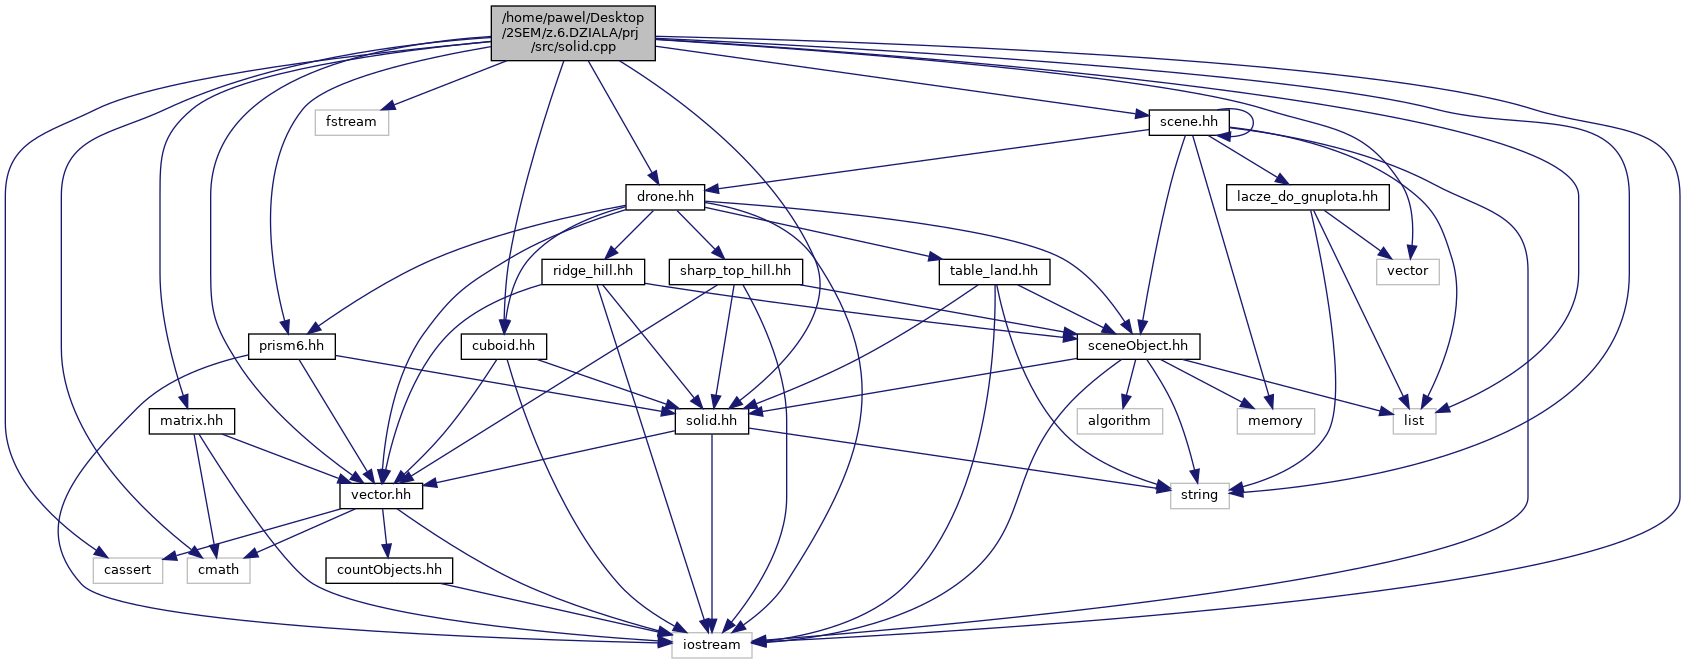 /home/pawel/Desktop
/2SEM/z.6.DZIALA/prj
/src/solid.cpp
fstream
scene.hh
drone.hh
lacze_do_gnuplota.hh
ridge_hill.hh
sharp_top_hill.hh
table_land.hh
vector
prism6.hh
cuboid.hh
sceneObject.hh
matrix.hh
solid.hh
algorithm
memory
list
vector.hh
string
cassert
cmath
countObjects.hh
iostream